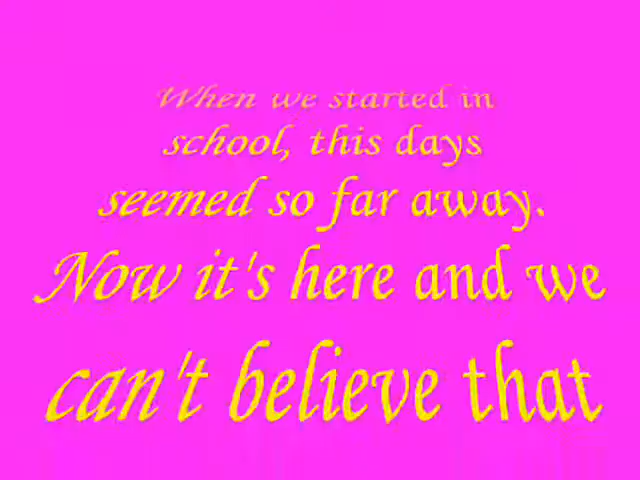 When we started in
school, this days
seemed so far away.
Now it's here and we
can't believe that